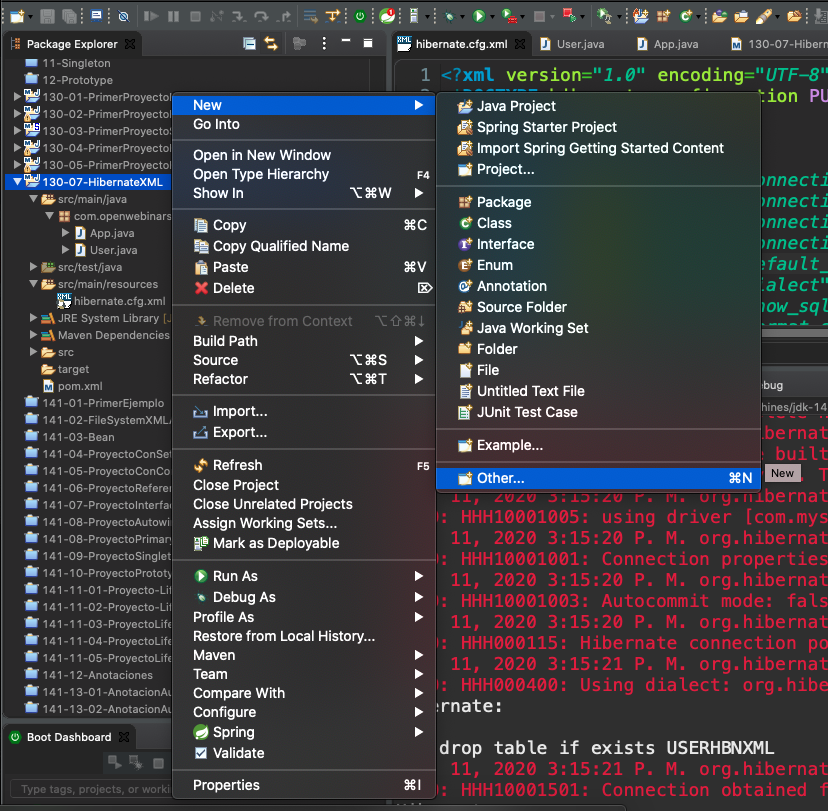 Package Explorer
11-Singleton
12-Prototype
130-01-PrimerProyectoI
130-02-PrimerProyectoI
130-03-PrimerProyectoS
130-04-PrimerProyectoI
130-05-PrimerProyectoI
130-07-HibernateXML
src/main/java
com.openwebinars
App.java
User.java
src/test/java
src/main/resources
hibernate.cfg.xml
JRE System Library [J
Maven Dependencies
src
target
pom.xml
141-01-PrimerEjemplo
141-02-FileSystemXML
141-03-Bean
141-04-ProyectoConSet
141-05-ProyectoConCo
141-06-ProyectoRefere
141-07-ProyectoInterfa
141-08-ProyectoAutowi
141-08-ProyectoPrimary
141-09-ProyectoSinglet
141-10-ProyectoPrototy
141-11-01-Proyecto-Lif
141-11-02-Proyecto-Lif
141-11-03-ProyectoLife
141-11-04-ProyectoLife
141-11-05-ProyectoLife
141-12-Anotaciones
141-13-01-AnotacionAu
141-13-02-AnotacionAu
Boot Dashboard
Type tags, projects, or workin
New
Go Into
Open in New Window
Open Type Hierarchy F4
Show In ⌥⌘W
Copy ⌘C
Copy Qualified Name
Paste ⌘V
Delete ⌦
Remove from Context ⌥⇧⌘↓
Build Path
Source ⌥⌘S
Refactor ⌥⌘T
Import...
Export...
Refresh F5
Close Project
Close Unrelated Projects
Assign Working Sets...
Mark as Deployable
Run As
Debug As
Profile As
Restore from Local History...
Maven
Team
Compare With
Configure
Spring
Validate
Properties ⌘I
Java Project
Spring Starter Project
Import Spring Getting Started Content
Project...
Package
Class
Interface
Enum
Annotation
Source Folder
Java Working Set
Folder
File
Untitled Text File
JUnit Test Case
Example...
Other... ⌘N
New
hibernate.cfg.xml User.java App.java 130-07-Hibern
1 <?xml version="1.0" encoding="UTF-8"
PU
onnecti
onnecti
onnecti
onnecti
efault_
ialect"
how_sql
ebug
hines/jdk-14
bernat
built
T
11, 2020 3:15:20 P. M. org.hibernat
: HHH10001005: using driver [com.mys
11, 2020 3:15:20 P. M. org.hibernat
: HHH10001001: Connection properties
11, 2020 3:15:20 P. M. org.hibernat
: HHH10001003: Autocommit mode: fals
11, 2020 3:15:20 P. M. org.hibernat
: HHH000115: Hibernate connection po
11, 2020 3:15:21 P. M. org.hibernat
: HHH000400: Using dialect: org.hibe
ernate:
drop table if exists USERHBNXML
11, 2020 3:15:21 P. M. org.hibernat
: HHH10001501: Connection obtained f